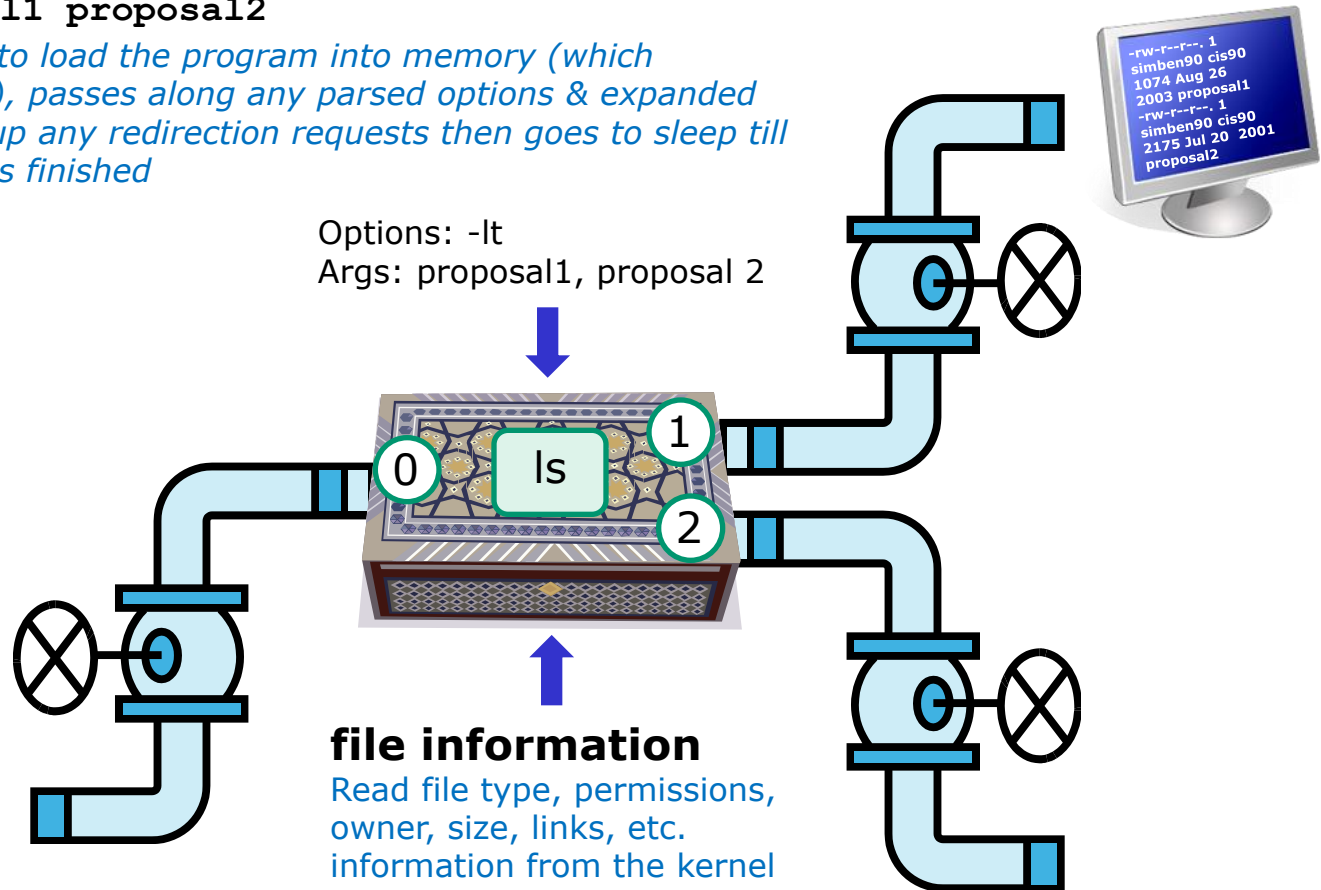 l1 proposal2
to load the program into memory (which
), passes along any parsed options & expanded
up any redirection requests then goes to sleep till
s finished
-rw-r--r--. 1
simben90 cis90
1074 Aug 26
2003 proposal1
-rw-r--r--. 1
simben90 cis90
2175 Jul 20 2001
proposal2
Options: -lt
Args: proposal1, proposal 2
0
ls
1
2
file information
Read file type, permissions,
owner, size, links, etc.
information from the kernel